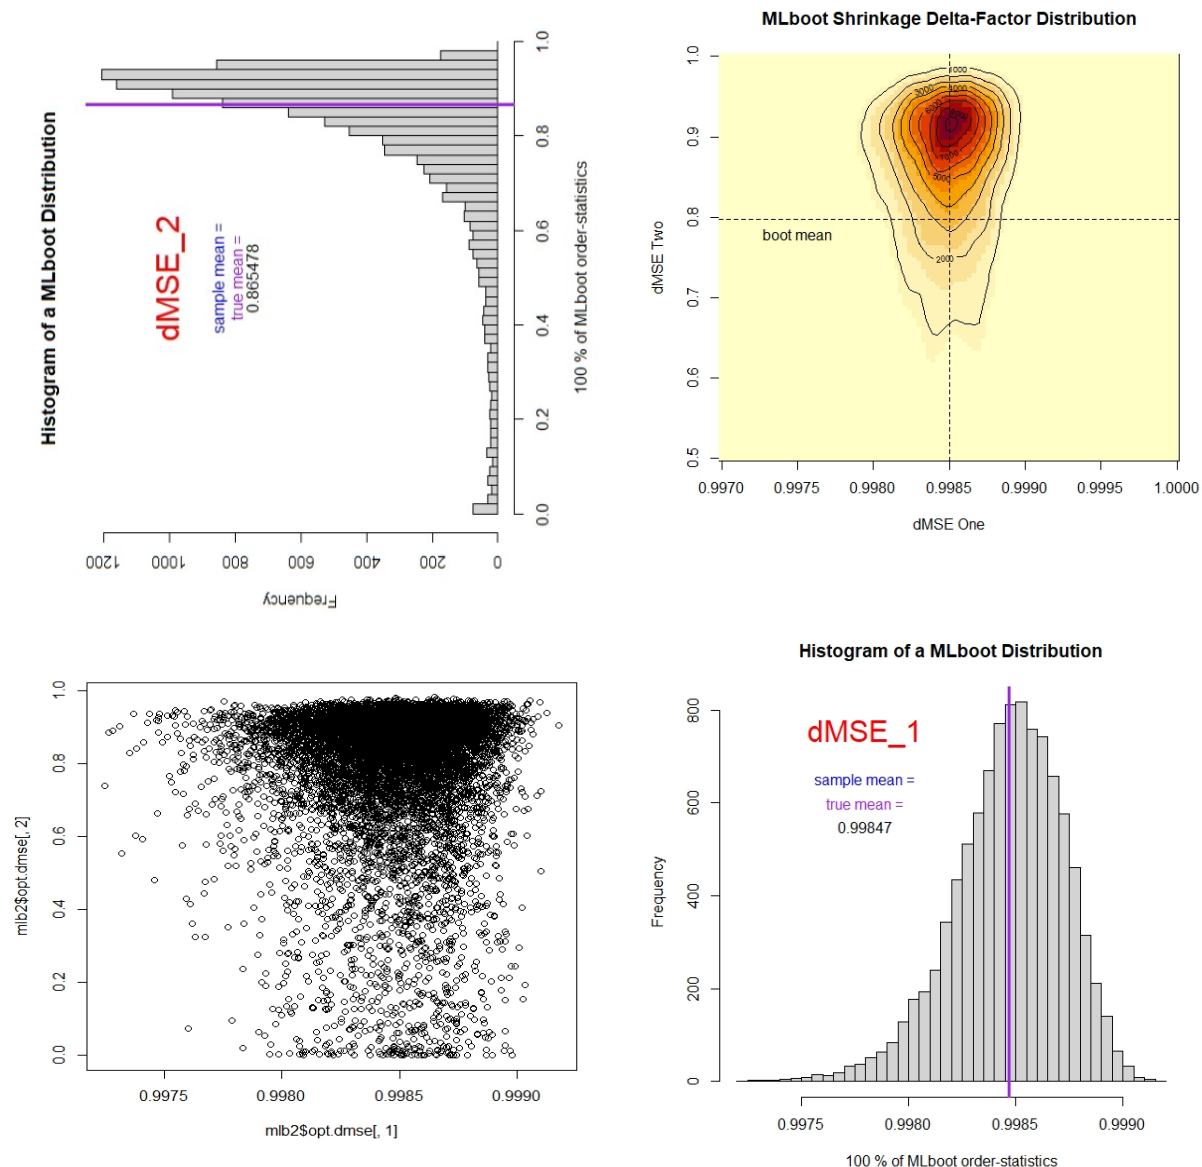 Histogram of a MLboot Distribution
dMSE_2
sample mean =
true mean =
0.865478
100 % of MLboot order-statistics
0.0 0.2 0.4 0.6 0.8 1.0
1200 1000 800 600 400 200 0
Frequency
MLboot Shrinkage Delta-Factor Distribution
dMSE Two
1.0
0.9
0.8
0.7
0.6
0.5
1000
3000
5000
7000
2000
boot mean
0.9970 0.9975 0.9980 0.9985 0.9990 0.9995 1.0000
dMSE One
mlb2$opt.dmse[, 2]
1.0
0.8
0.6
0.4
0.2
0.0
0.9975 0.9980 0.9985 0.9990
mlb2$opt.dmse[, 1]
Histogram of a MLboot Distribution
dMSE_1
sample mean =
true mean =
0.99847
Frequency
800
600
400
200
0
0.9975 0.9980 0.9985 0.9990
100 % of MLboot order-statistics